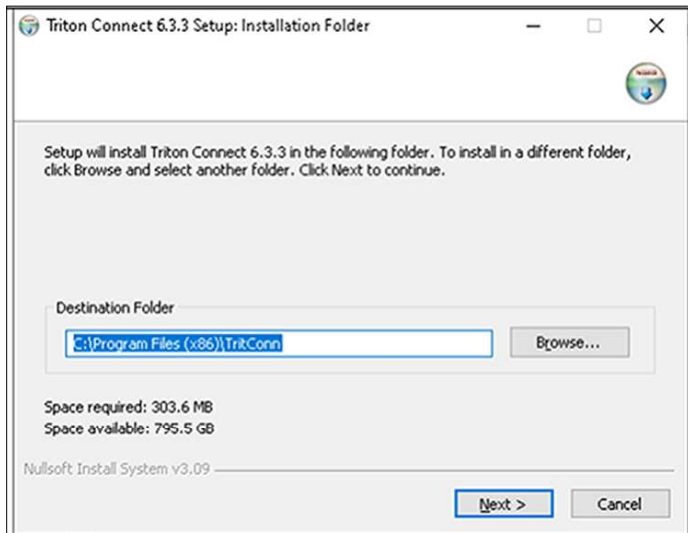 Triton Connect 6.3.3 Setup: Installation Folder
Setup will install Triton Connect 6.3.3 in the following folder. To install in a different folder,
click Browse and select another folder. Click Next to continue.
Destination Folder
C:\Program Files (x86)\TritConn
Browse...
Space required: 303.6 MB
Space available: 795.5 GB
Nullsoft Install System v3.09
Next >
Cancel